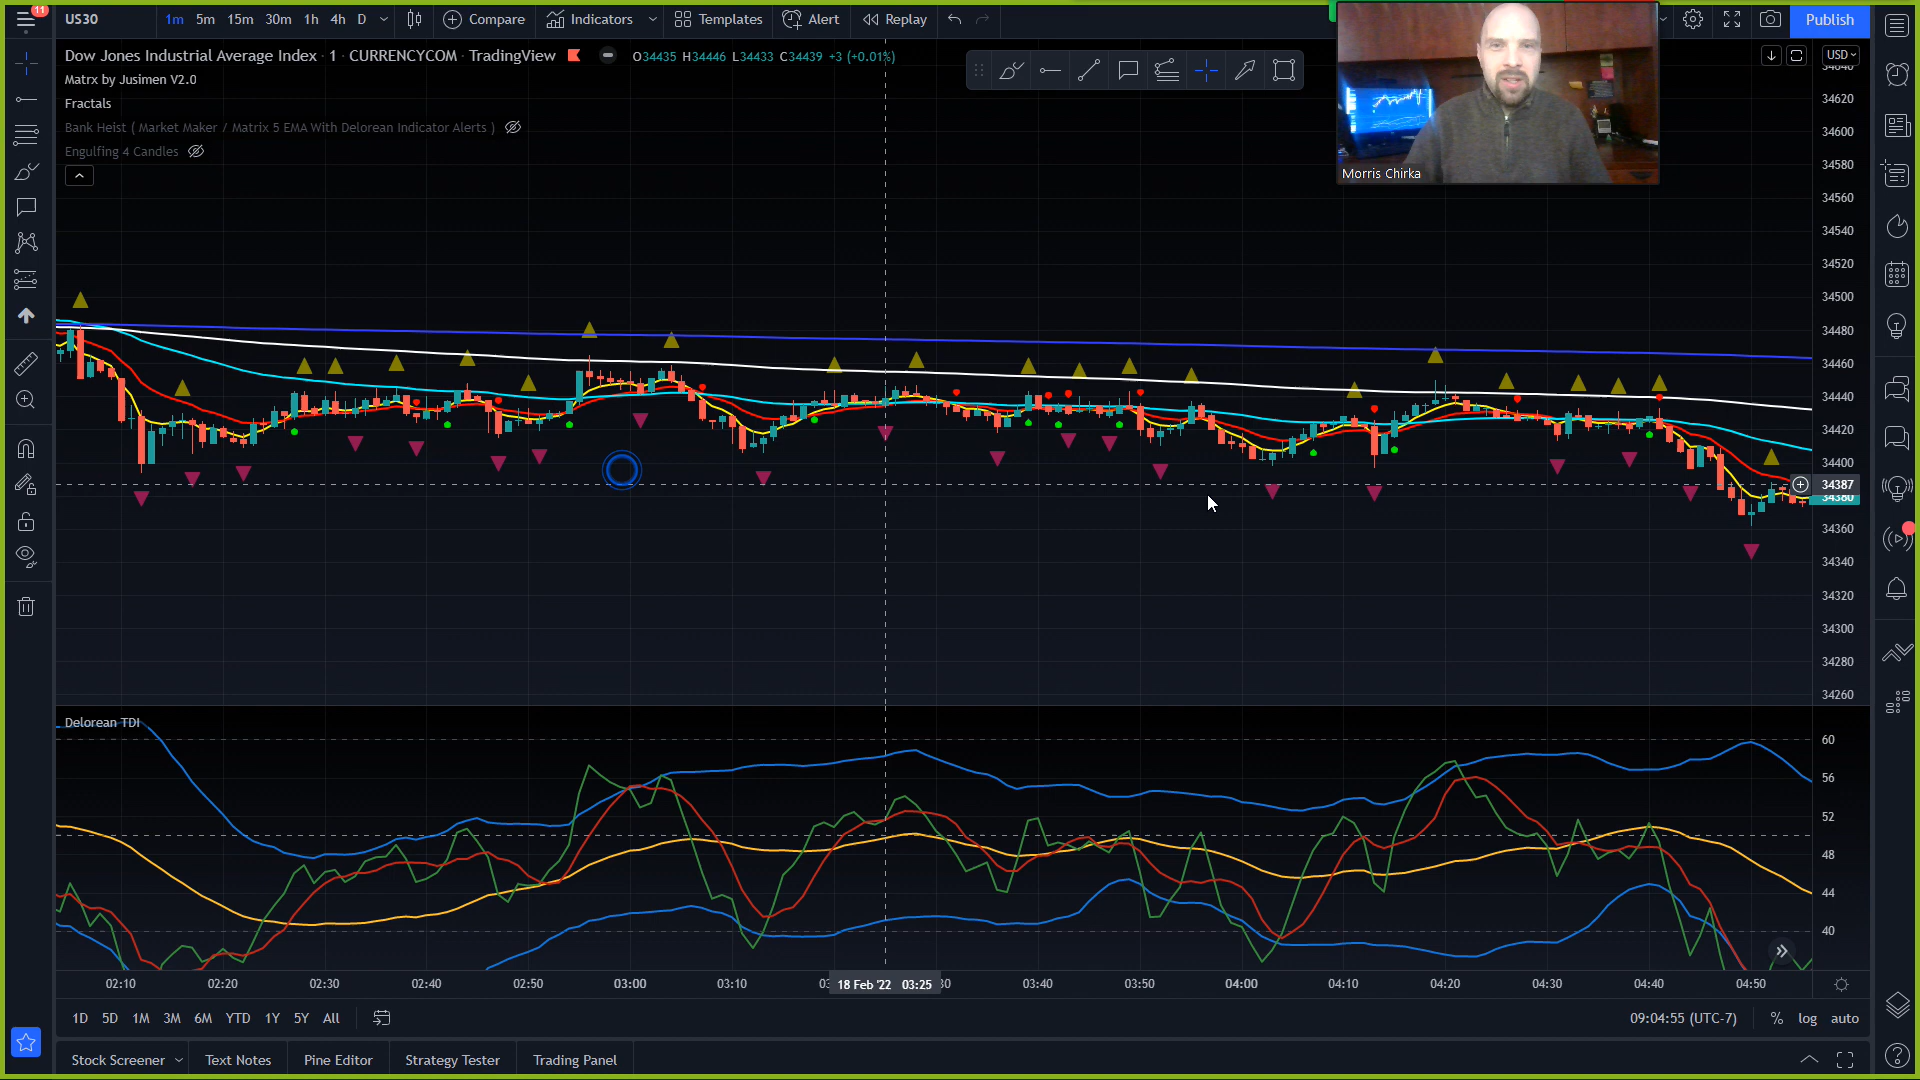 11
US30 1m 5m 15m 30m 1h 4h D Compare Indicators Templates Alert Replay Publish
Dow Jones Industrial Average Index · 1 · CURRENCYCOM · TradingView O34435 H34446 L34433 C34439 +3 (+0.01%)
USD
Matrx by Jusimen V2.0
Fractals
Bank Heist ( Market Maker / Matrix 5 EMA With Delorean Indicator Alerts )
Engulfing 4 Candles
Morris Chirka
34640
34620
34600
34580
34560
34540
34520
34500
34480
34460
34440
34420
34400
34387
34380
34360
34340
34320
34300
34280
34260
Delorean TDI
60
56
52
48
44
40
02:10 02:20 02:30 02:40 02:50 03:00 03:10 18 Feb '22 03:25 03:40 03:50 04:00 04:10 04:20 04:30 04:40 04:50
1D 5D 1M 3M 6M YTD 1Y 5Y All 09:04:55 (UTC-7) % log auto
Stock Screener Text Notes Pine Editor Strategy Tester Trading Panel